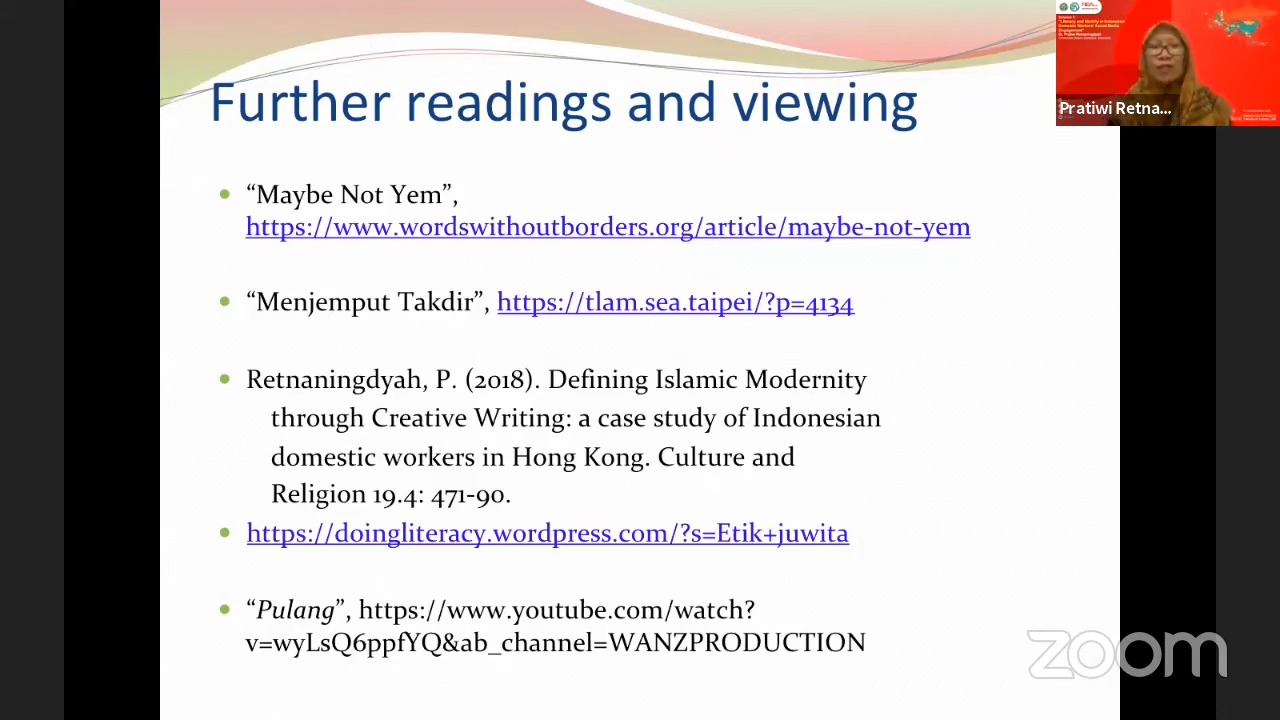 Further readings and viewing
“Maybe Not Yem”,
https://www.wordswithoutborders.org/article/maybe-not-yem
“Menjemput Takdir”, https://tlam.sea.taipei/?p=4134
Retnaningdyah, P. (2018). Defining Islamic Modernity
through Creative Writing: a case study of Indonesian
domestic workers in Hong Kong. Culture and
Religion 19.4: 471-90.
https://doingliteracy.wordpress.com/?s=Etik+juwita
“Pulang”, https://www.youtube.com/watch?
v=wyLsQ6ppfYQ&ab_channel=WANZPRODUCTION
Pratiwi Retna...
zoom